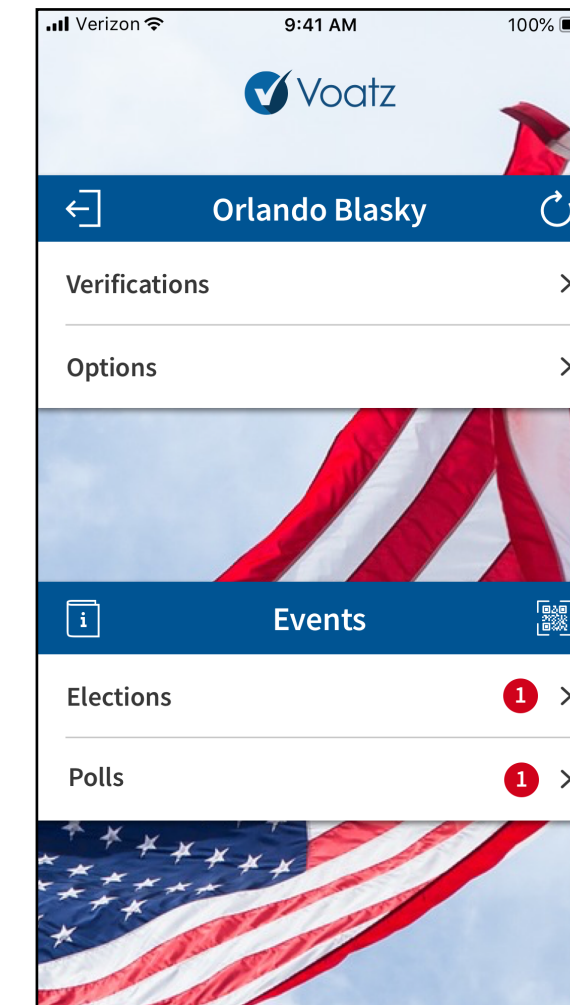 Verizon 9:41 AM 100%
Voatz
Orlando Blasky
Verifications
Options
i Events
Elections 1
Polls 1